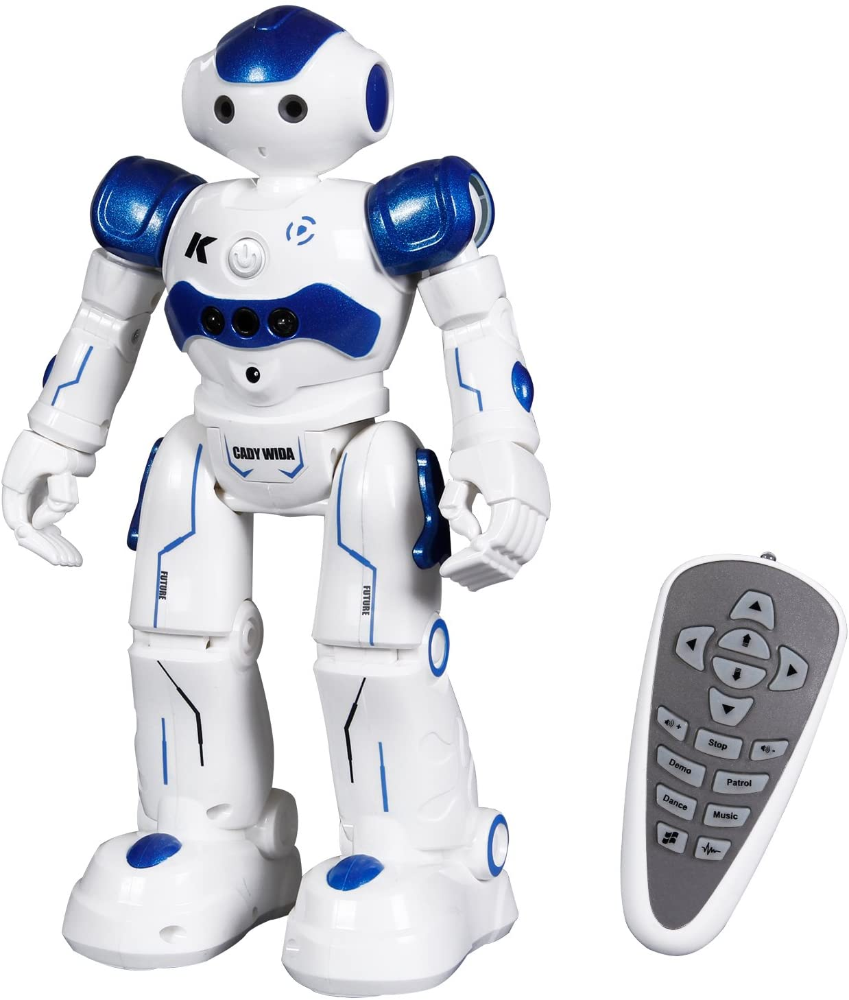 K
CADY WIDA
FUTURE
FUTURE
+
Stop
-
Demo
Patrol
Dance
Music